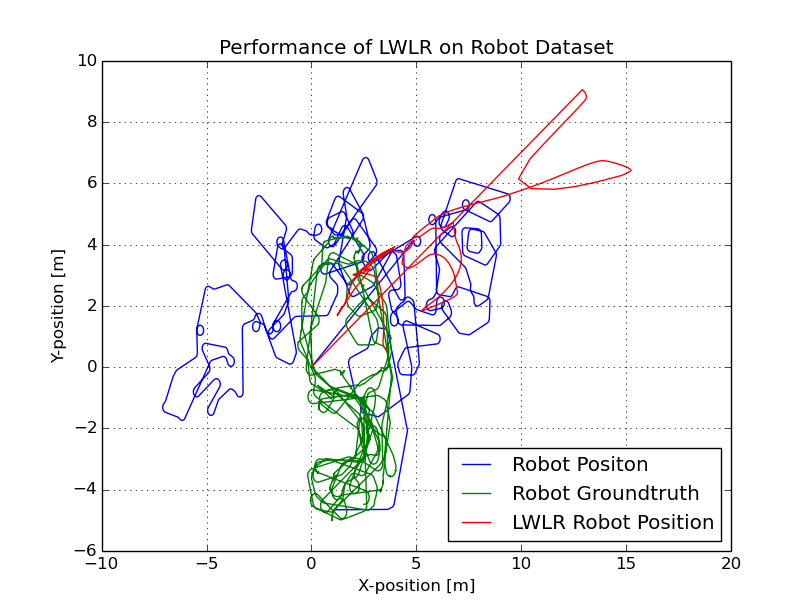 Performance of LWLR on Robot Dataset
10
8
6
4
2
0
−2
−4
−6
−10
−5
0
5
10
15
20
Y-position [m]
X-position [m]
Robot Positon
Robot Groundtruth
LWLR Robot Position